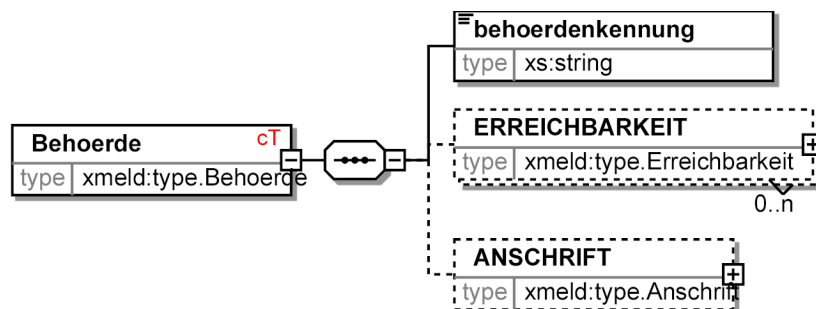 behoerdenkennung
type xs:string
ERREICHBARKEIT
type xmeld:type.Erreichbarkeit
0..n
Behoerde cT
type xmeld:type.Behoerde
ANSCHRIFT
type xmeld:type.Anschrift